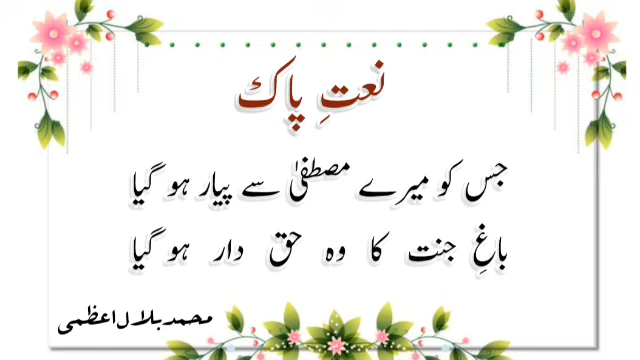 نعتِ پاک
جس کو میرے مصطفیٰ سے پیار ہو گیا
باغِ جنت کا وہ حق دار ہو گیا
محمد بلال اعظمی